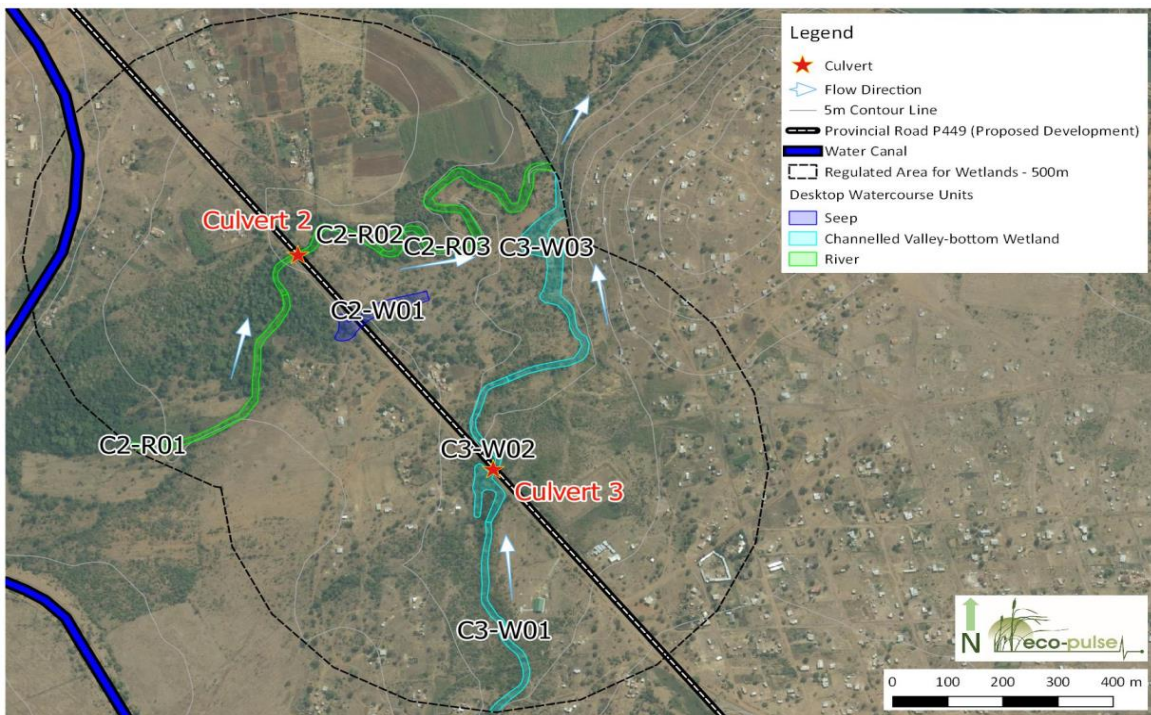 Legend
Culvert
Flow Direction
5m Contour Line
Provincial Road P449 (Proposed Development)
Water Canal
Regulated Area for Wetlands - 500m
Desktop Watercourse Units
Seep
Channelled Valley-bottom Wetland
River
Culvert 2
C2-R02
C2-R03
C3-W03
C2-W01
C2-R01
C3-W02
Culvert 3
C3-W01
N
eco-pulse
0 100 200 300 400 m